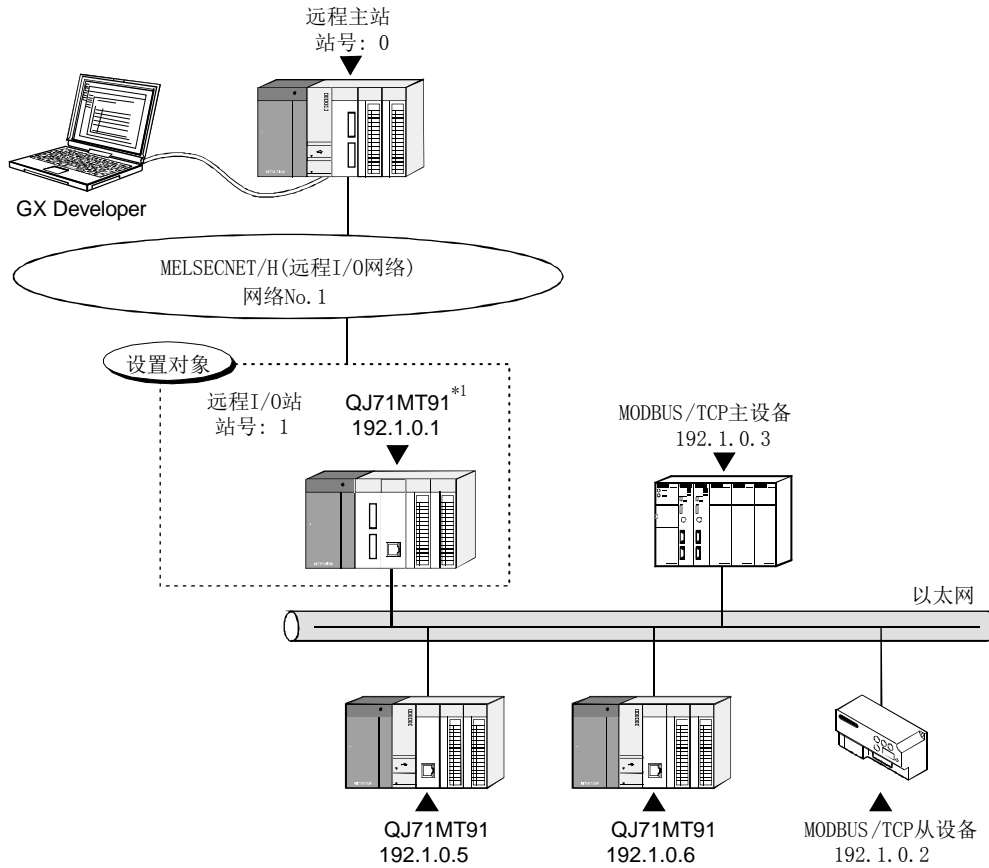 远程主站
站号: 0
GX Developer
MELSECNET/H(远程I/O网络)
网络No.1
设置对象
远程I/O站
站号: 1
QJ71MT91*1
192.1.0.1
MODBUS/TCP主设备
192.1.0.3
以太网
QJ71MT91
192.1.0.5
QJ71MT91
192.1.0.6
MODBUS/TCP从设备
192.1.0.2